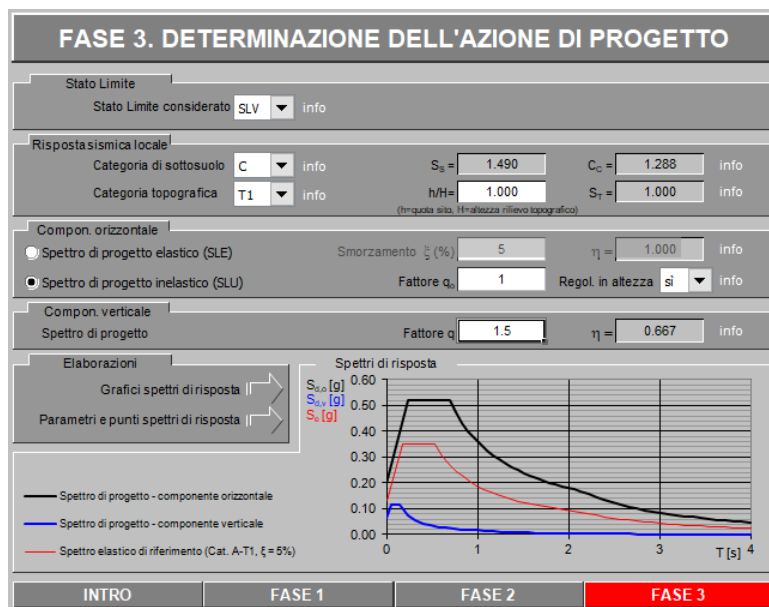 FASE 3. DETERMINAZIONE DELL'AZIONE DI PROGETTO
Stato Limite
Stato Limite considerato SLV info
Risposta sismica locale
Categoria di sottosuolo C info SS = 1.490 CC = 1.288 info
Categoria topografica T1 info h/H= 1.000 ST = 1.000 info
(h=quota sito, H=altezza rilievo topografico)
Compon. orizzontale
Spettro di progetto elastico (SLE) Smorzamento ξ (%) 5 η = 1.000 info
Spettro di progetto inelastico (SLU) Fattore qo 1 Regol. in altezza sì info
Compon. verticale
Spettro di progetto Fattore q 1.5 η = 0.667 info
Elaborazioni
Grafici spettri di risposta
Parametri e punti spettri di risposta
Spettri di risposta
Sd,o [g]
Sd,v [g]
Se [g]
0.60
0.50
0.40
0.30
0.20
0.10
0.00
0 1 2 3 T [s] 4
Spettro di progetto - componente orizzontale
Spettro di progetto - componente verticale
Spettro elastico di riferimento (Cat. A-T1, ξ = 5%)
INTRO FASE 1 FASE 2 FASE 3